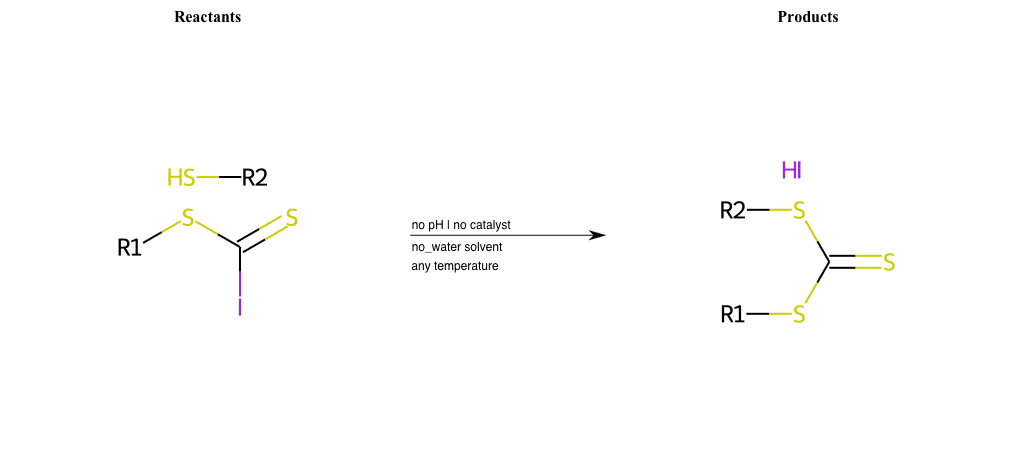 Reactants
Products
HS R2
S S
R1
I
no pH | no catalyst
no_water solvent
any temperature
HI
R2 S
S
R1 S